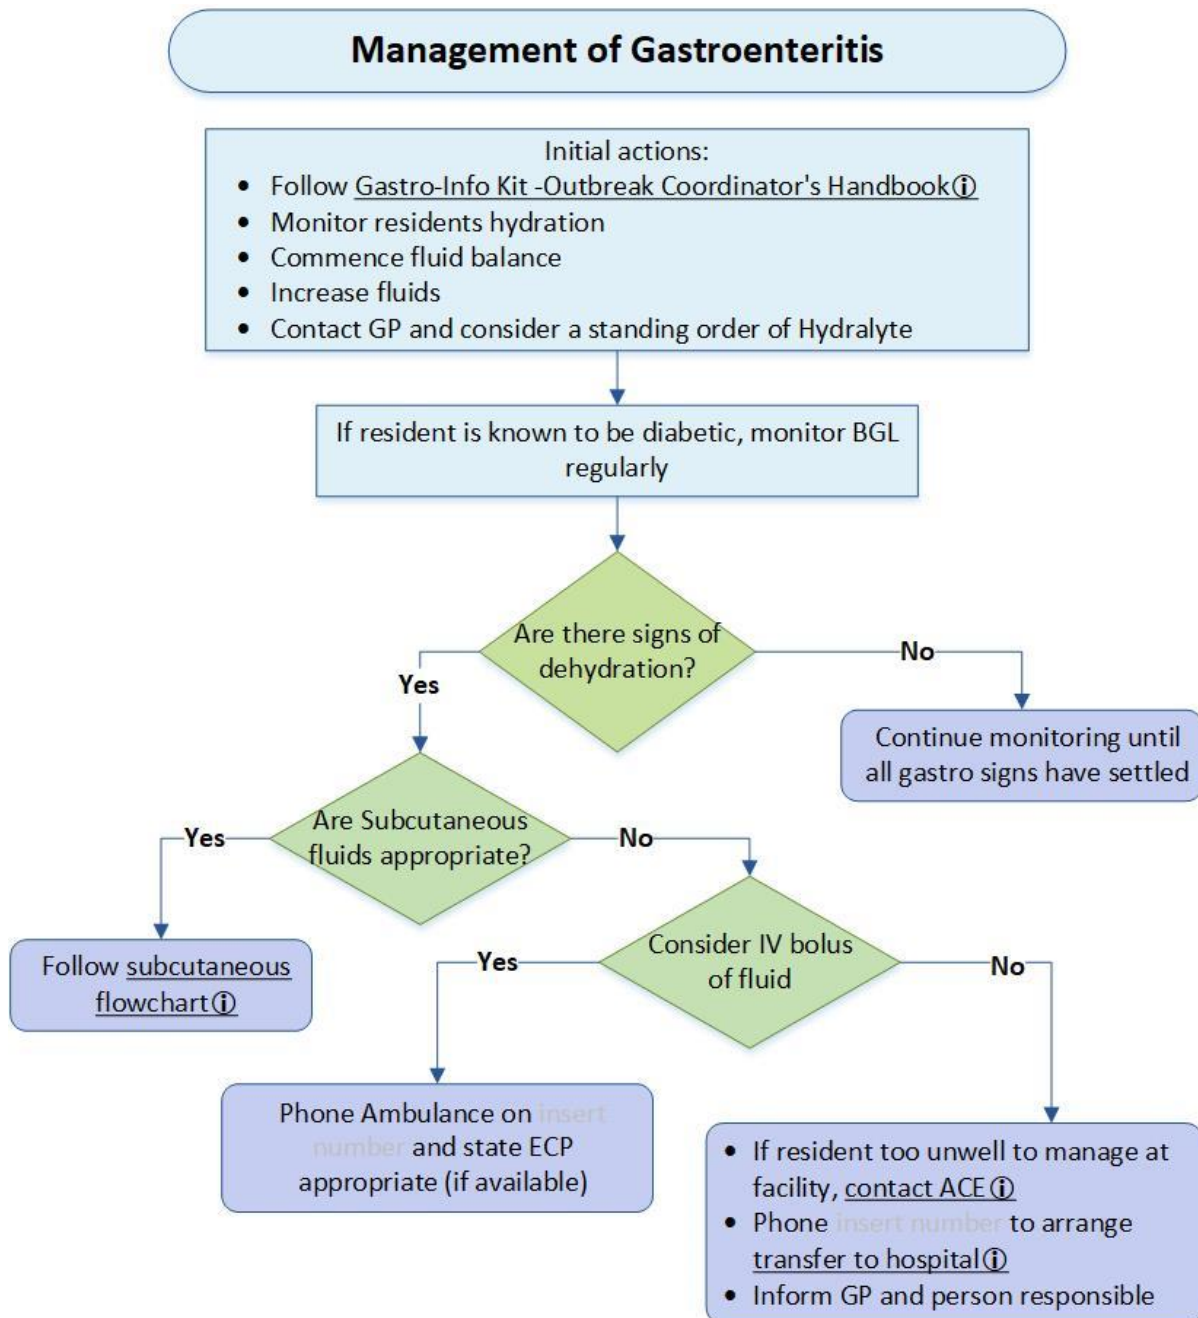 Management of Gastroenteritis
Initial actions:
• Follow Gastro-Info Kit -Outbreak Coordinator's Handbookⓘ
• Monitor residents hydration
• Commence fluid balance
• Increase fluids
• Contact GP and consider a standing order of Hydralyte
If resident is known to be diabetic, monitor BGL
regularly
Are there signs of
dehydration?
Yes
No
Continue monitoring until
all gastro signs have settled
Are Subcutaneous
fluids appropriate?
Yes
No
Follow subcutaneous
flowchartⓘ
Consider IV bolus
of fluid
Yes
No
Phone Ambulance on insert
number and state ECP
appropriate (if available)
• If resident too unwell to manage at
facility, contact ACEⓘ
• Phone insert number to arrange
transfer to hospitalⓘ
• Inform GP and person responsible